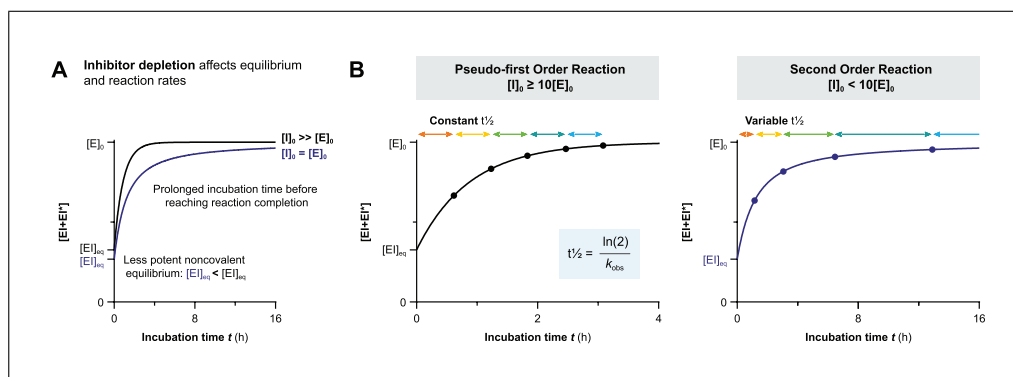 A
Inhibitor depletion affects equilibrium
and reaction rates
[E]₀
[I]₀ >> [E]₀
[I]₀ = [E]₀
Prolonged incubation time before
reaching reaction completion
[EI+EI*]
[EI]eq
[EI]eq
Less potent noncovalent
equilibrium: [EI]eq < [EI]eq
0
0 8 16
Incubation time t (h)
B
Pseudo-first Order Reaction
[I]₀ ≥ 10[E]₀
Constant t½
[E]₀
[EI+EI*]
[EI]eq
t½ = ln(2) / kobs
0
0 1 2 3 4
Incubation time t (h)
Second Order Reaction
[I]₀ < 10[E]₀
Variable t½
[E]₀
[EI+EI*]
[EI]eq
0
0 4 8 12 16
Incubation time t (h)